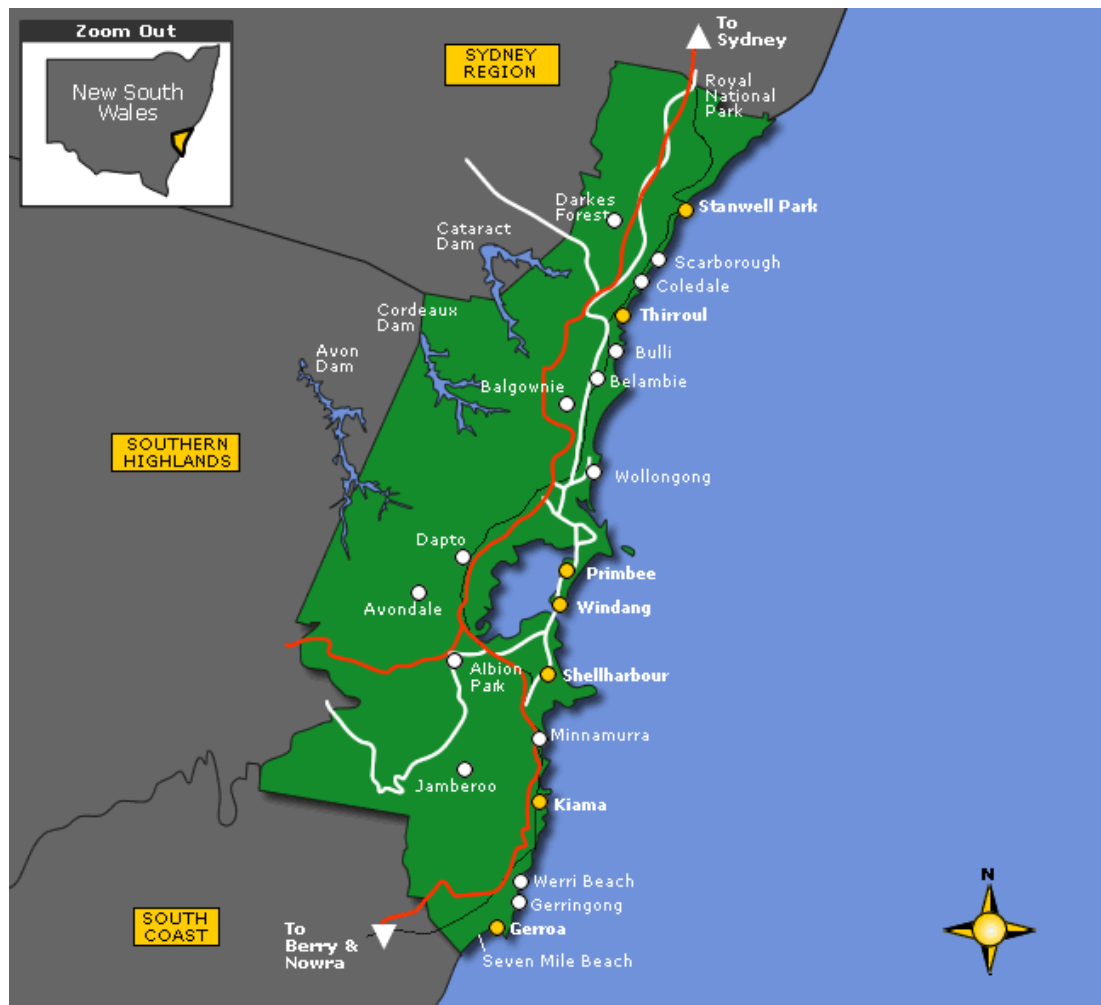 Zoom Out
New South
Wales
To
Sydney
SYDNEY
REGION
Royal
National
Park
Darkes
Forest
Stanwell Park
Cataract
Dam
Scarborough
Coledale
Cordeaux
Dam
Thirroul
Avon
Dam
Bulli
Balgownie
Belambie
SOUTHERN
HIGHLANDS
Wollongong
Dapto
Primbee
Avondale
Windang
Albion
Park
Shellharbour
Minnamurra
Jamberoo
Kiama
Werri Beach
Gerringong
SOUTH
COAST
To
Berry &
Nowra
Gerroa
Seven Mile Beach
N